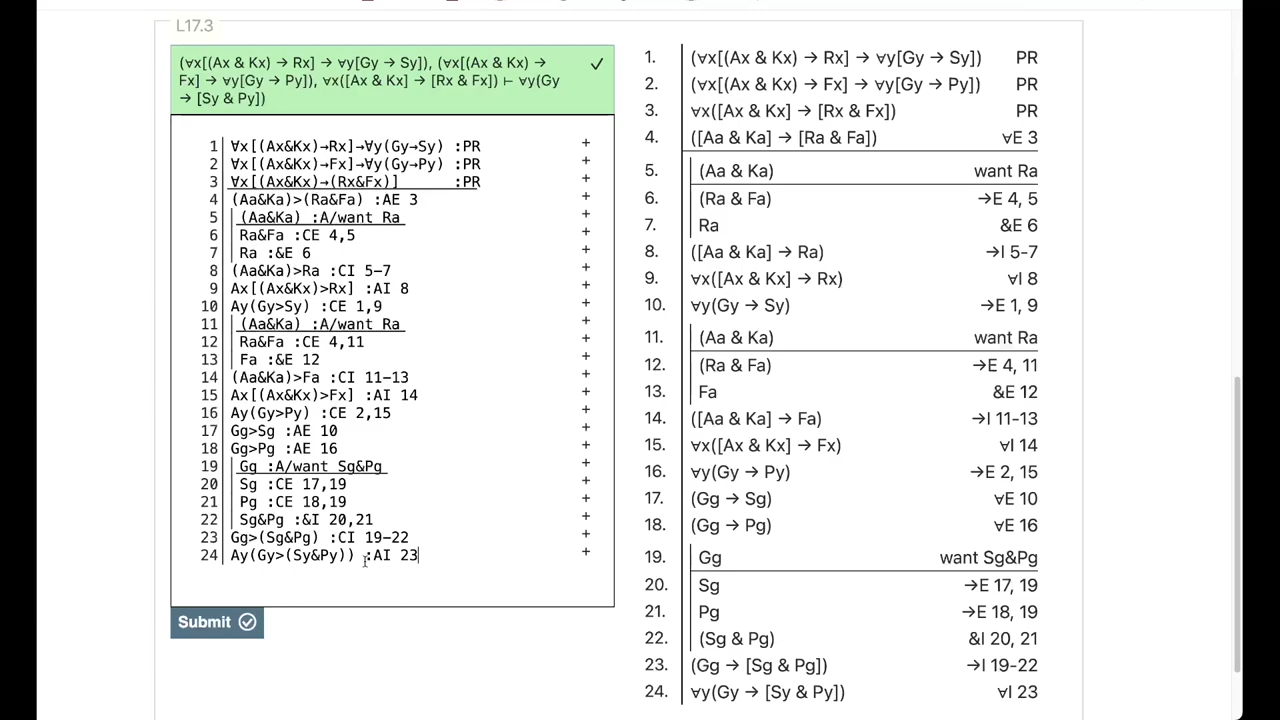 L17.3
(∀x[(Ax & Kx) → Rx] → ∀y[Gy → Sy]), (∀x[(Ax & Kx) →
Fx] → ∀y[Gy → Py]), ∀x([Ax & Kx] → [Rx & Fx]) ⊢ ∀y(Gy
→ [Sy & Py])
✓
1 ∀x[(Ax&Kx)→Rx]→∀y(Gy→Sy) :PR +
2 ∀x[(Ax&Kx)→Fx]→∀y(Gy→Py) :PR +
3 ∀x[(Ax&Kx)→(Rx&Fx)] :PR +
4 (Aa&Ka)>(Ra&Fa) :AE 3 +
5 (Aa&Ka) :A/want Ra +
6 Ra&Fa :CE 4,5 +
7 Ra :&E 6 +
8 (Aa&Ka)>Ra :CI 5-7 +
9 Ax[(Ax&Kx)>Rx] :AI 8 +
10 Ay(Gy>Sy) :CE 1,9 +
11 (Aa&Ka) :A/want Ra +
12 Ra&Fa :CE 4,11 +
13 Fa :&E 12 +
14 (Aa&Ka)>Fa :CI 11-13 +
15 Ax[(Ax&Kx)>Fx] :AI 14 +
16 Ay(Gy>Py) :CE 2,15 +
17 Gg>Sg :AE 10 +
18 Gg>Pg :AE 16 +
19 Gg :A/want Sg&Pg +
20 Sg :CE 17,19 +
21 Pg :CE 18,19 +
22 Sg&Pg :&I 20,21 +
23 Gg>(Sg&Pg) :CI 19-22 +
24 Ay(Gy>(Sy&Py)) :AI 23 +
Submit
1. (∀x[(Ax & Kx) → Rx] → ∀y[Gy → Sy]) PR
2. (∀x[(Ax & Kx) → Fx] → ∀y[Gy → Py]) PR
3. ∀x([Ax & Kx] → [Rx & Fx]) PR
4. ([Aa & Ka] → [Ra & Fa]) ∀E 3
5. (Aa & Ka) want Ra
6. (Ra & Fa) →E 4, 5
7. Ra &E 6
8. ([Aa & Ka] → Ra) →I 5-7
9. ∀x([Ax & Kx] → Rx) ∀I 8
10. ∀y(Gy → Sy) →E 1, 9
11. (Aa & Ka) want Ra
12. (Ra & Fa) →E 4, 11
13. Fa &E 12
14. ([Aa & Ka] → Fa) →I 11-13
15. ∀x([Ax & Kx] → Fx) ∀I 14
16. ∀y(Gy → Py) →E 2, 15
17. (Gg → Sg) ∀E 10
18. (Gg → Pg) ∀E 16
19. Gg want Sg&Pg
20. Sg →E 17, 19
21. Pg →E 18, 19
22. (Sg & Pg) &I 20, 21
23. (Gg → [Sg & Pg]) →I 19-22
24. ∀y(Gy → [Sy & Py]) ∀I 23